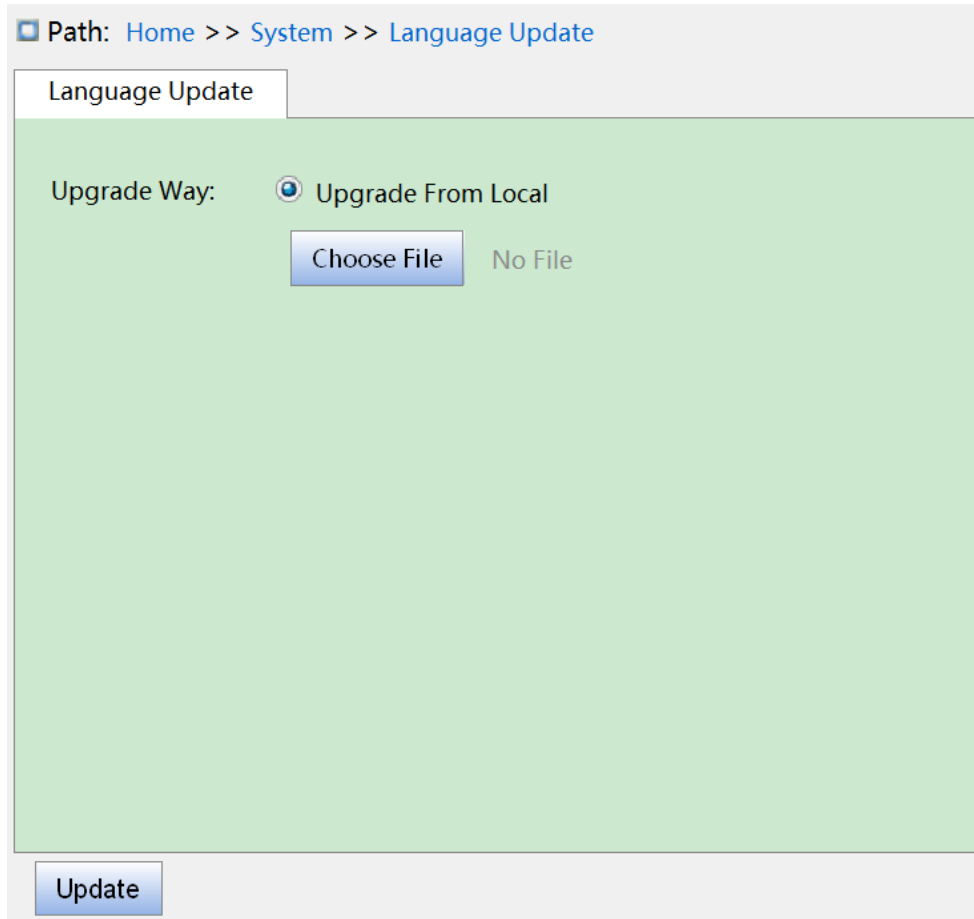 Path: Home >> System >> Language Update
Language Update
Upgrade Way: Upgrade From Local
Choose File No File
Update